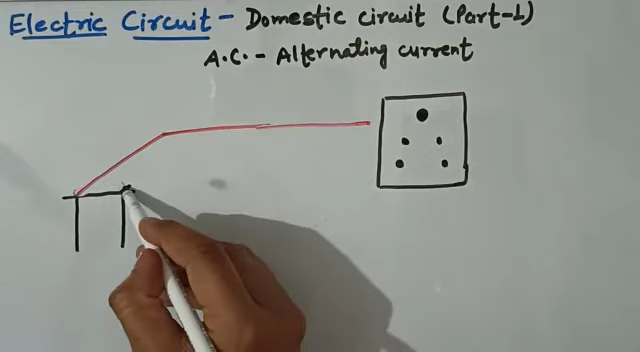 Electric Circuit - Domestic circuit (Part-1)
A.C. - Alternating current